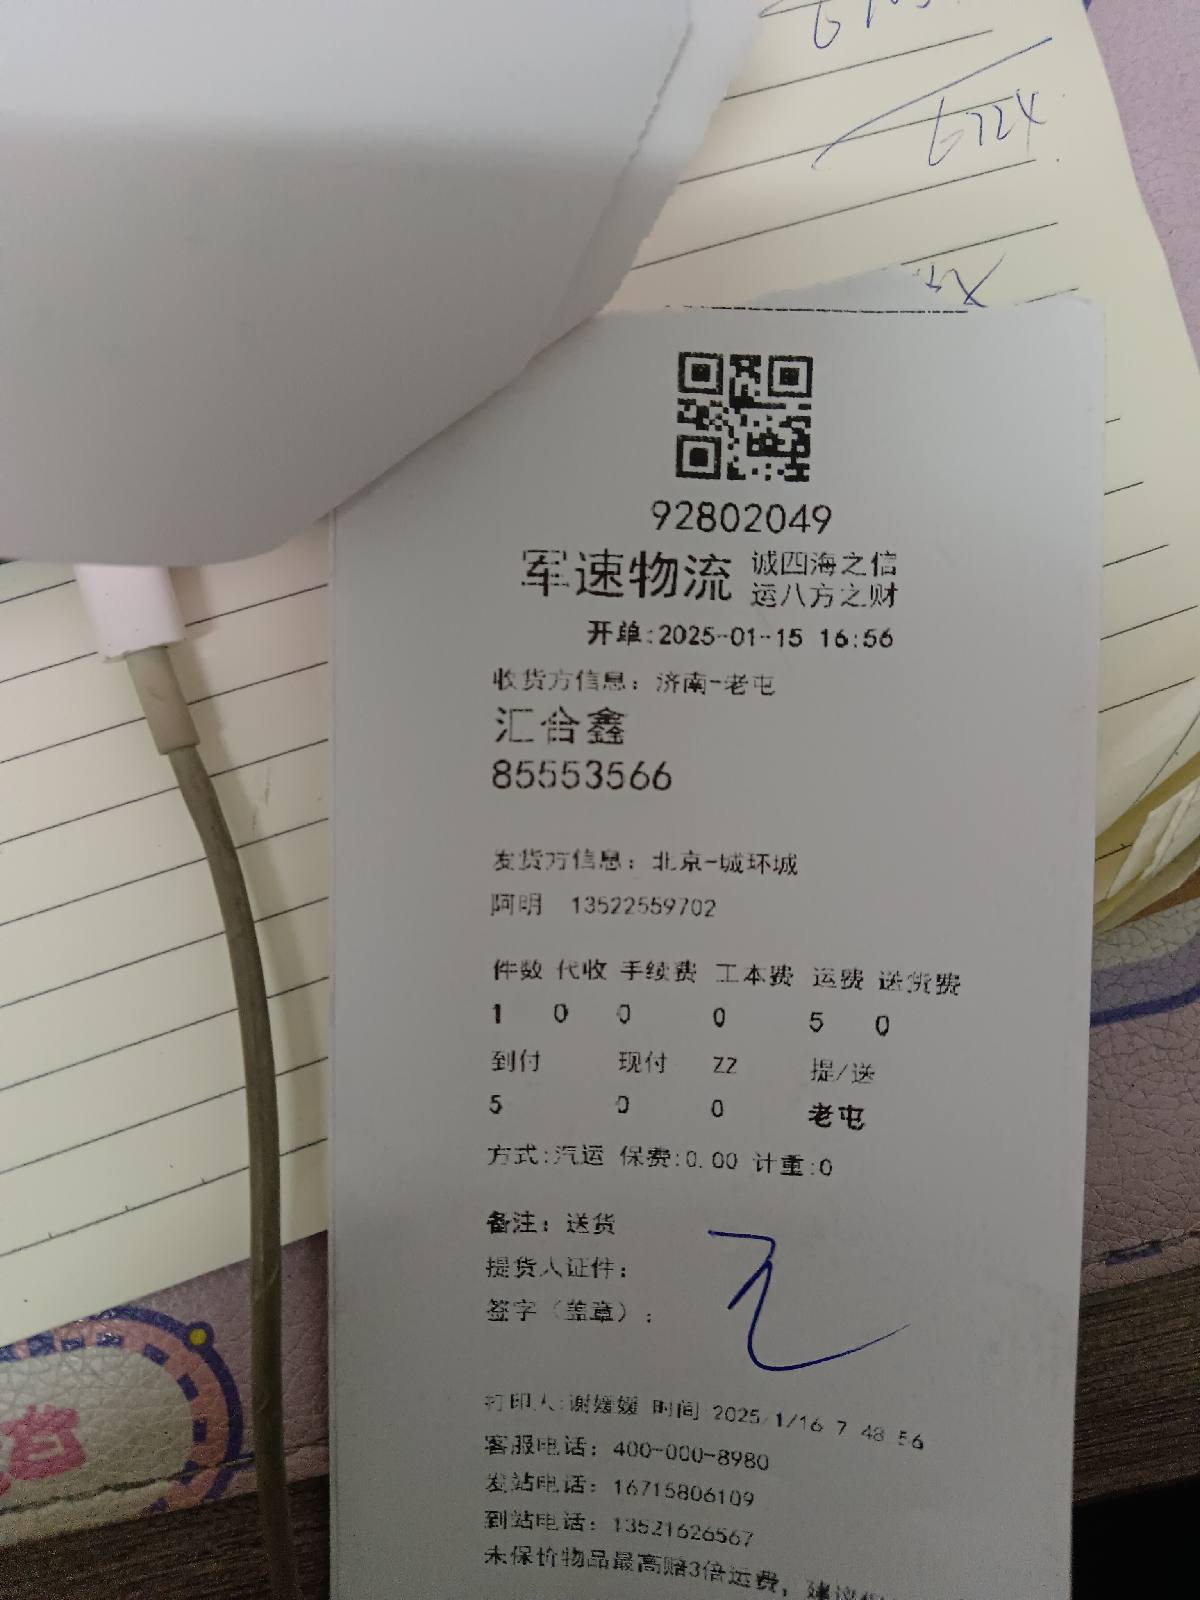 6724
92802049
军速物流 诚四海之信
运八方之财
开单:2025-01-15 16:56
收货方信息: 济南-老屯
汇合鑫
85553566
发货方信息: 北京-城环城
阿明 13522559702
件数 代收 手续费 工本费 运费 送货费
1 0 0 0 5 0
到付 现付 ZZ 提/送
5 0 0 老屯
方式:汽运 保费:0.00 计重:0
备注: 送货
提货人证件:
签字(盖章):
打印人:谢媛媛 时间:2025/1/16 7:48:56
客服电话: 400-000-8980
发站电话: 16715806109
到站电话: 13521626567
未保价物品最高赔3倍运费, 建议